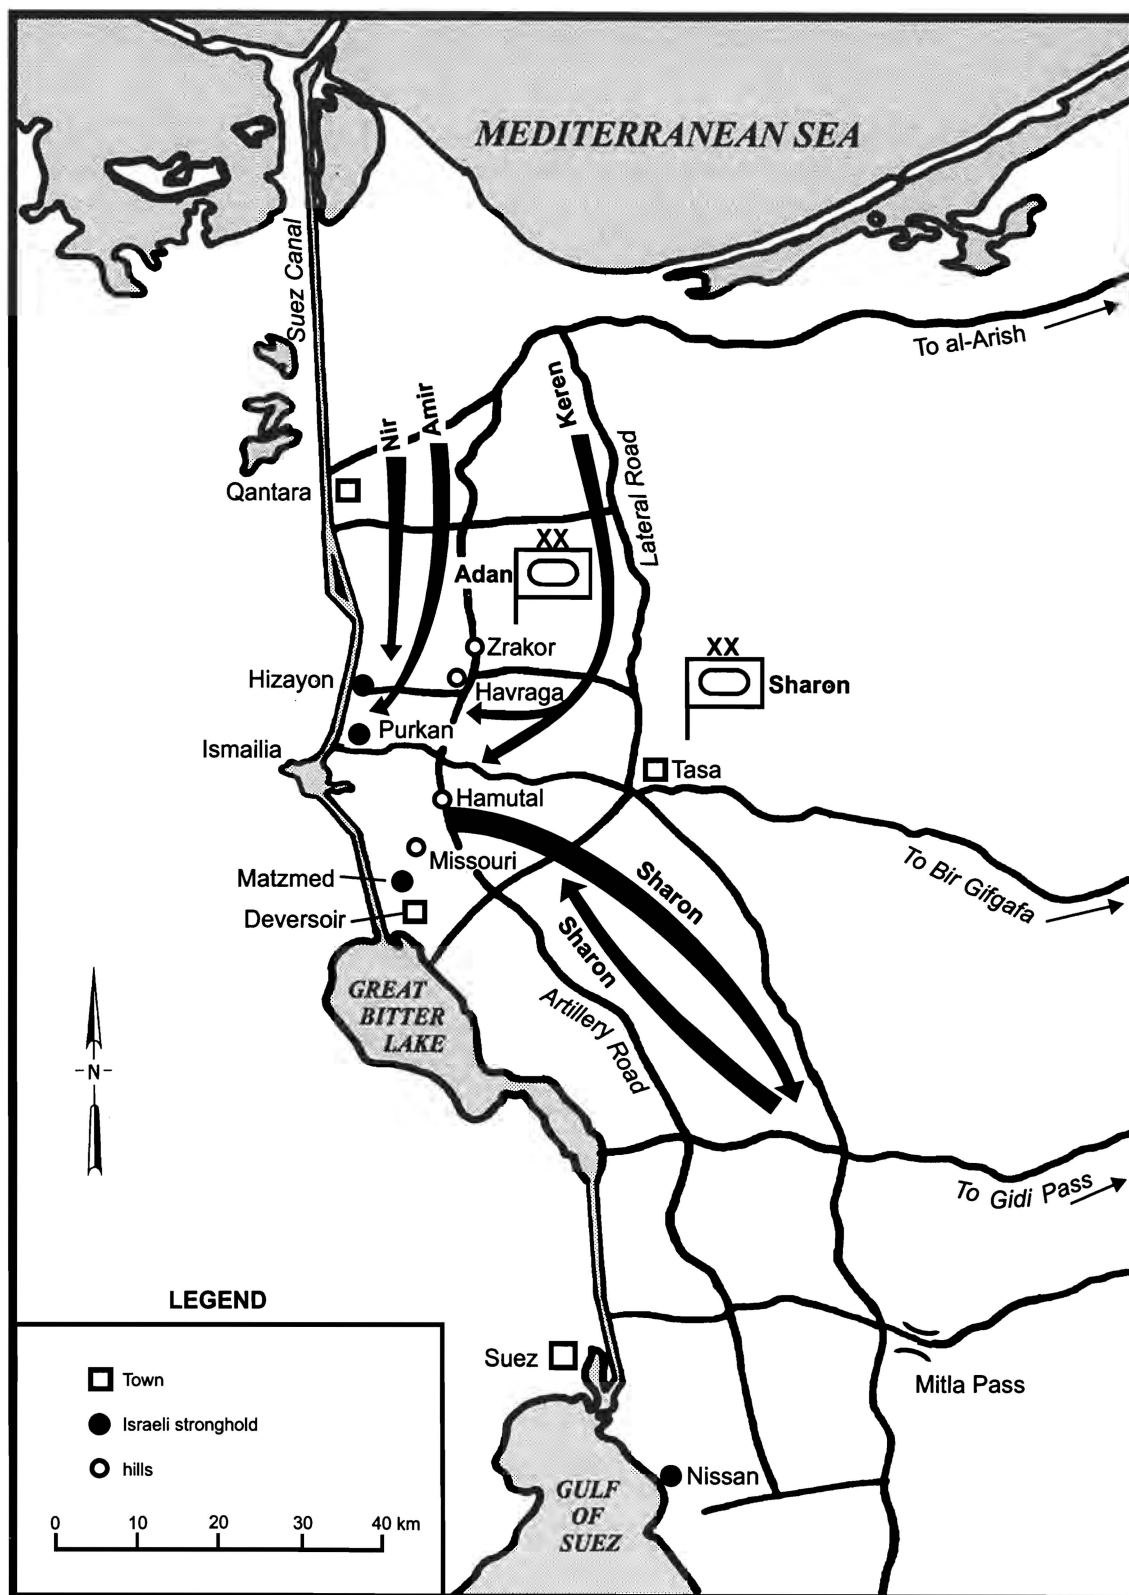 MEDITERRANEAN SEA
Suez Canal
To al-Arish
Nir
Amir
Keren
Lateral Road
Qantara
XX
Adan
Zrakor
XX
Sharon
Hizayon
Havraga
Purkan
Ismailia
Tasa
Hamutal
Missouri
To Bir Gifgafa
Matzmed
Sharon
Deversoir
Sharon
GREAT
BITTER
LAKE
Artillery Road
N
To Gidi Pass
LEGEND
Town
Israeli stronghold
hills
0 10 20 30 40 km
Suez
Mitla Pass
Nissan
GULF
OF
SUEZ